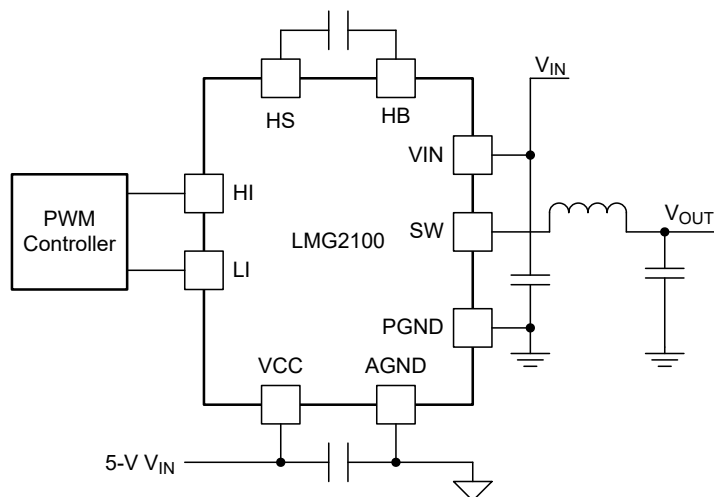 HS
HB
V_IN
VIN
PWM
Controller
HI
LI
LMG2100
SW
V_OUT
PGND
VCC
AGND
5-V V_IN